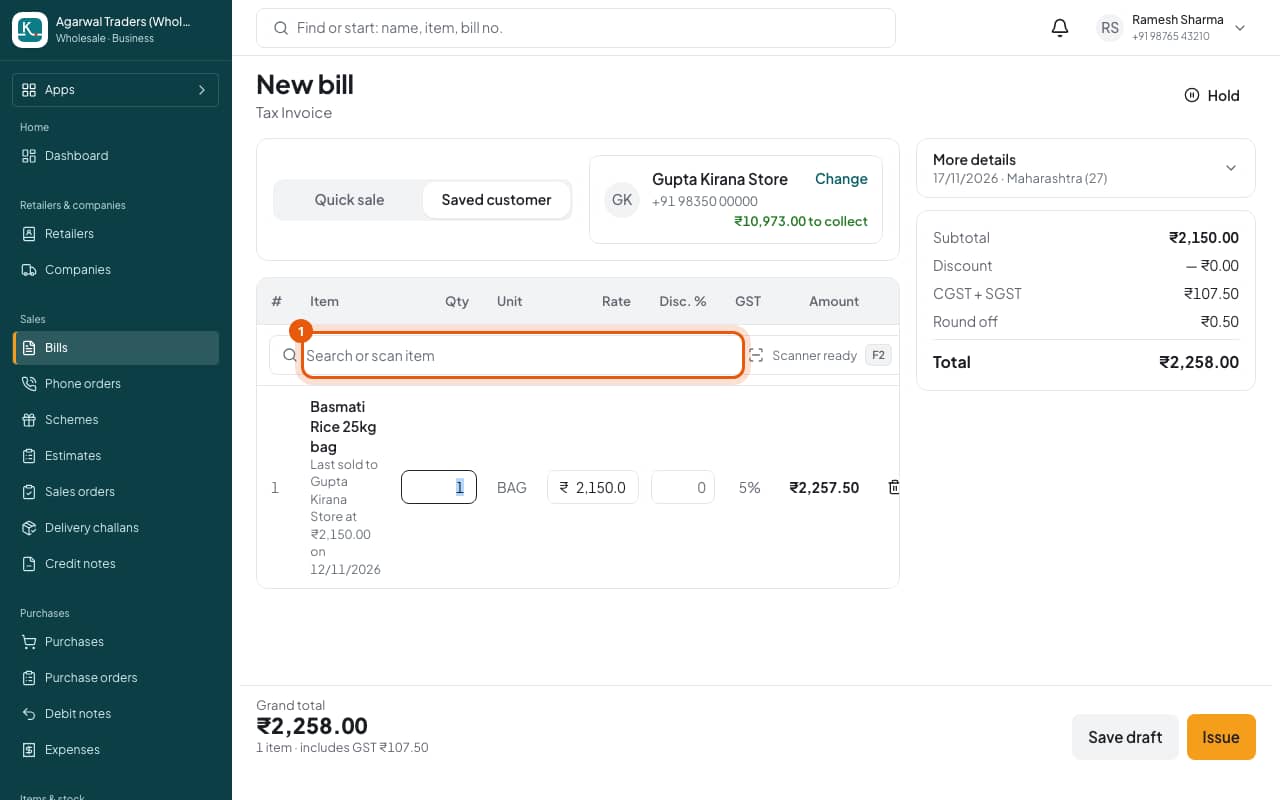 Agarwal Traders (Whol...
Wholesale · Business
Apps
Home
Dashboard
Retailers & companies
Retailers
Companies
Sales
Bills
Phone orders
Schemes
Estimates
Sales orders
Delivery challans
Credit notes
Purchases
Purchases
Purchase orders
Debit notes
Expenses
Items & stock
Find or start: name, item, bill no.
RS
Ramesh Sharma
+91 98765 43210
New bill
Tax Invoice
Hold
Quick sale
Saved customer
GK
Gupta Kirana Store
Change
+91 98350 00000
₹10,973.00 to collect
# Item Qty Unit Rate Disc. % GST Amount
1
Search or scan item
Scanner ready F2
1
Basmati
Rice 25kg
bag
Last sold to
Gupta
Kirana
Store at
₹2,150.00
on
12/11/2026
1 BAG ₹ 2,150.0 0 5% ₹2,257.50
More details
17/11/2026 · Maharashtra (27)
Subtotal ₹2,150.00
Discount — ₹0.00
CGST + SGST ₹107.50
Round off ₹0.50
Total ₹2,258.00
Grand total
₹2,258.00
1 item · includes GST ₹107.50
Save draft
Issue